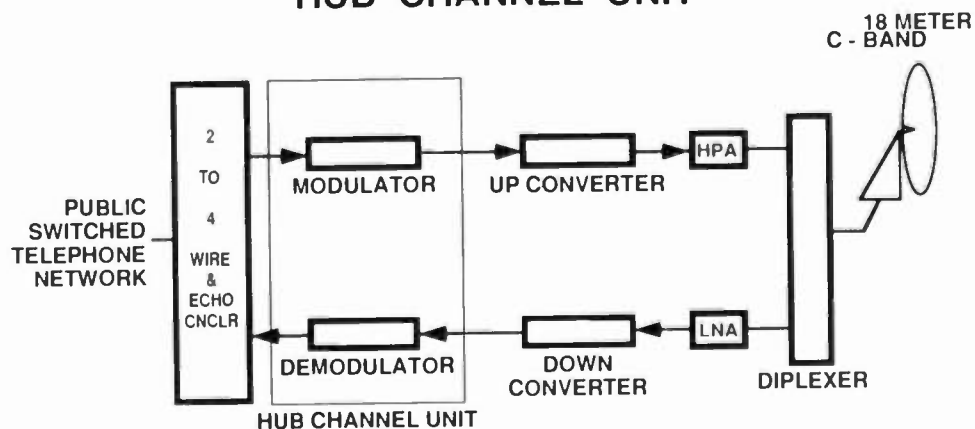 HUB CHANNEL UNIT
18 METER
C - BAND
2
TO
4
WIRE
&
ECHO
CNCLR
PUBLIC
SWITCHED
TELEPHONE
NETWORK
MODULATOR
UP CONVERTER
HPA
DEMODULATOR
DOWN
CONVERTER
LNA
DIPLEXER
HUB CHANNEL UNIT